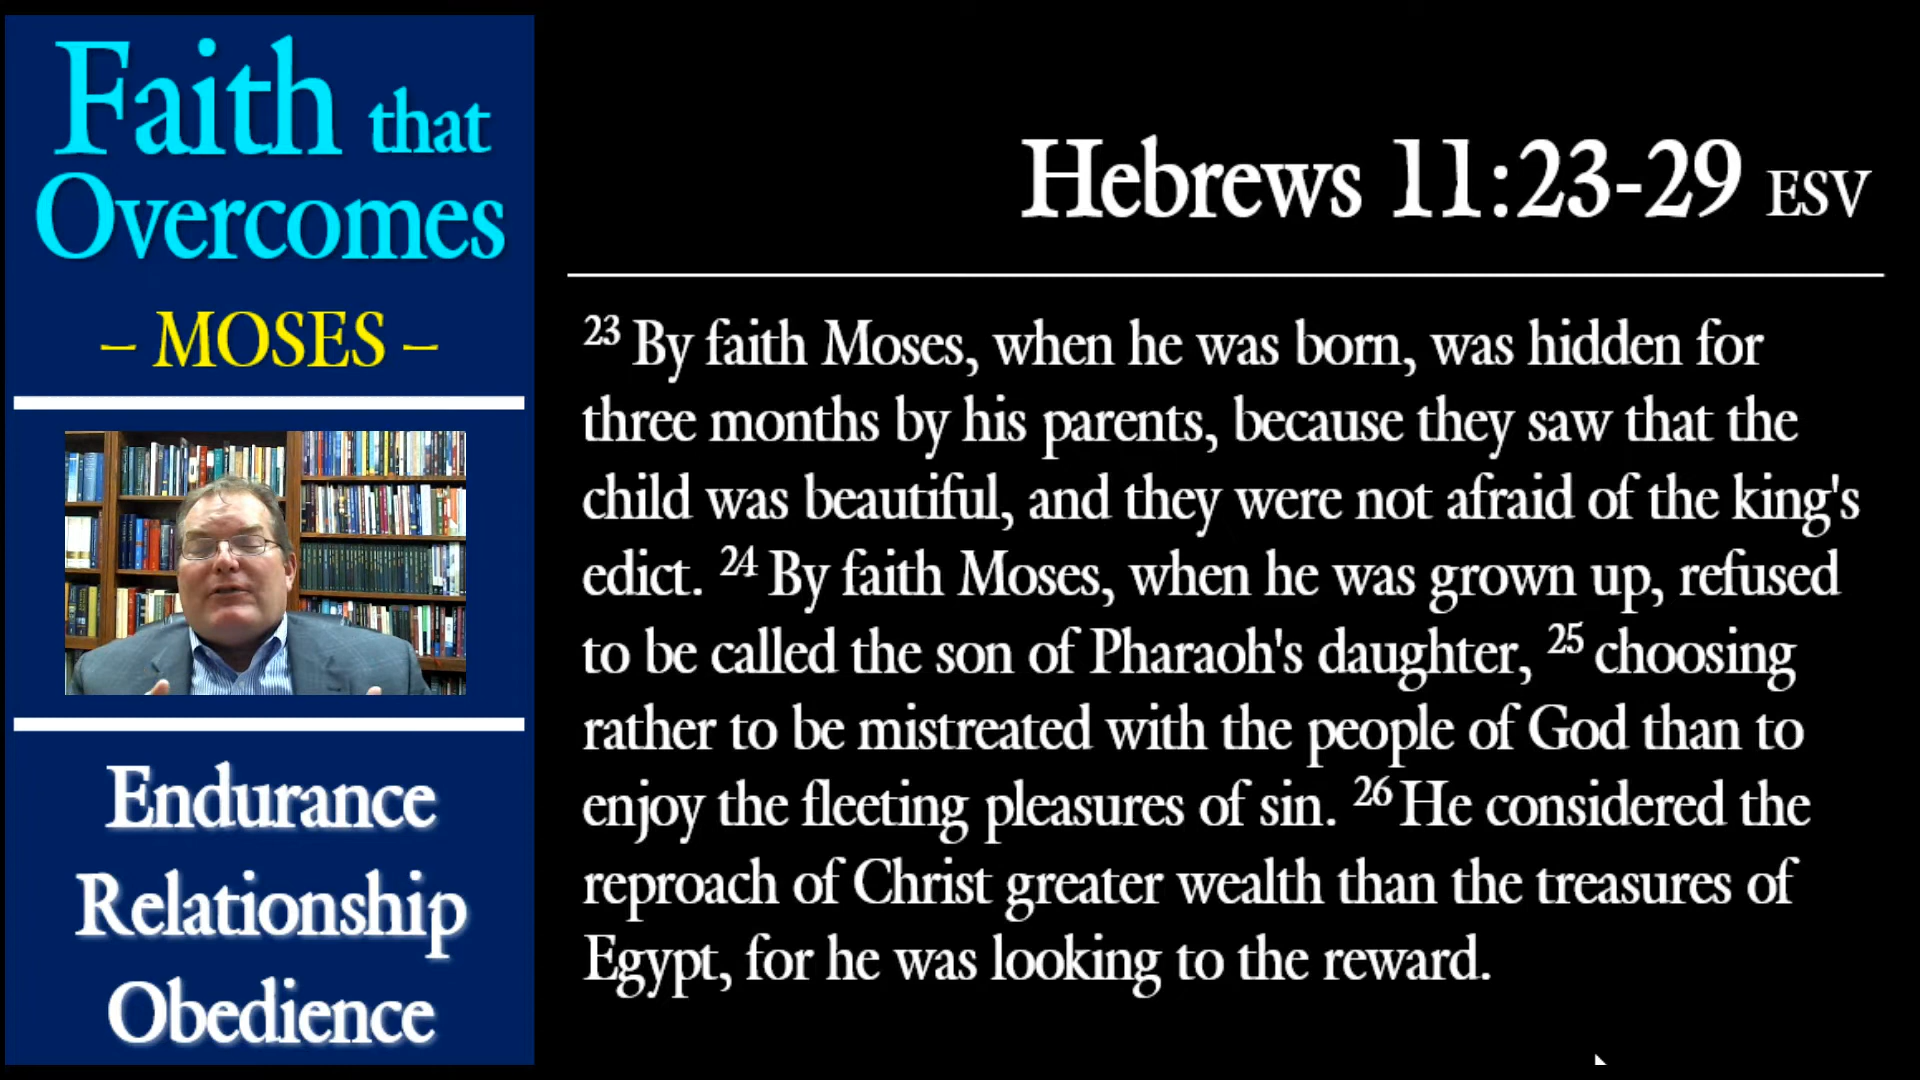 Faith that
Overcomes
– MOSES –
Endurance
Relationship
Obedience
Hebrews 11:23-29 ESV
23 By faith Moses, when he was born, was hidden for
three months by his parents, because they saw that the
child was beautiful, and they were not afraid of the king's
edict. 24 By faith Moses, when he was grown up, refused
to be called the son of Pharaoh's daughter, 25 choosing
rather to be mistreated with the people of God than to
enjoy the fleeting pleasures of sin. 26 He considered the
reproach of Christ greater wealth than the treasures of
Egypt, for he was looking to the reward.